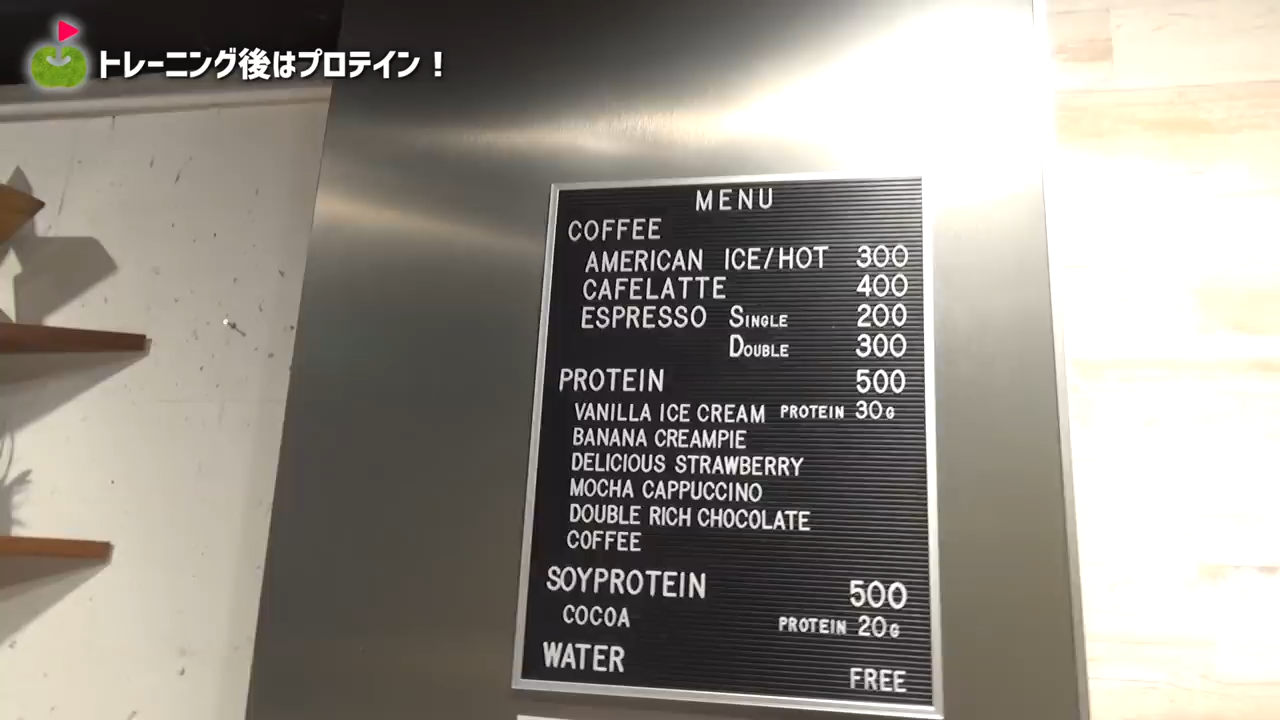 トレーニング後はプロテイン！
MENU
COFFEE
AMERICAN ICE/HOT 300
CAFELATTE 400
ESPRESSO SINGLE 200
DOUBLE 300
PROTEIN 500
VANILLA ICE CREAM PROTEIN 30G
BANANA CREAMPIE
DELICIOUS STRAWBERRY
MOCHA CAPPUCCINO
DOUBLE RICH CHOCOLATE
COFFEE
SOYPROTEIN 500
COCOA PROTEIN 20G
WATER FREE